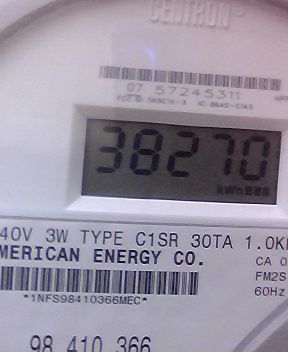 CENTRON
07 57245311
38270
kWh 888
40V 3W TYPE C1SR 30TA 1.0K
MERICAN ENERGY CO.
CA 0
FM2S
60Hz
*1NFS98410366MEC*
98 410 366